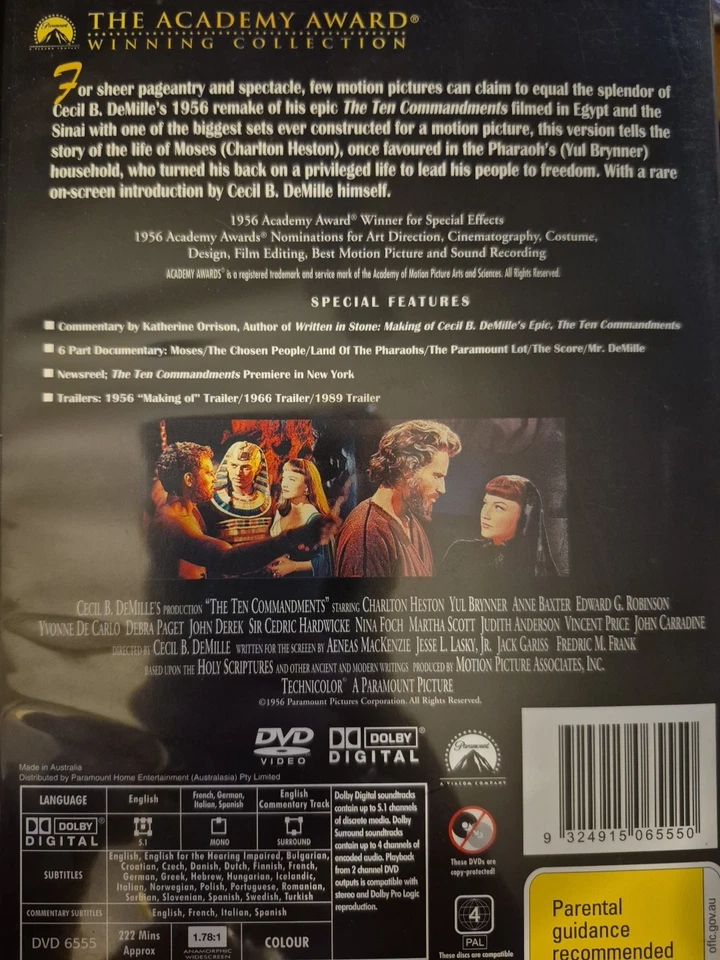 Paramount
THE ACADEMY AWARD®
WINNING COLLECTION
For sheer pageantry and spectacle, few motion pictures can claim to equal the splendor of
Cecil B. DeMille's 1956 remake of his epic The Ten Commandments filmed in Egypt and the
Sinai with one of the biggest sets ever constructed for a motion picture, this version tells the
story of the life of Moses (Charlton Heston), once favoured in the Pharaoh's (Yul Brynner)
household, who turned his back on a privileged life to lead his people to freedom. With a rare
on-screen introduction by Cecil B. DeMille himself.
1956 Academy Award® Winner for Special Effects
1956 Academy Awards® Nominations for Art Direction, Cinematography, Costume,
Design, Film Editing, Best Motion Picture and Sound Recording
ACADEMY AWARDS® is a registered trademark and service mark of the Academy of Motion Picture Arts and Sciences. All Rights Reserved.
SPECIAL FEATURES
Commentary by Katherine Orrison, Author of Written in Stone: Making of Cecil B. DeMille's Epic, The Ten Commandments
6 Part Documentary: Moses/The Chosen People/Land Of The Pharaohs/The Paramount Lot/The Score/Mr. DeMille
Newsreel; The Ten Commandments Premiere in New York
Trailers: 1956 "Making of" Trailer/1966 Trailer/1989 Trailer
CECIL B. DEMILLE'S PRODUCTION "THE TEN COMMANDMENTS" STARRING CHARLTON HESTON YUL BRYNNER ANNE BAXTER EDWARD G. ROBINSON
YVONNE DE CARLO DEBRA PAGET JOHN DEREK SIR CEDRIC HARDWICKE NINA FOCH MARTHA SCOTT JUDITH ANDERSON VINCENT PRICE JOHN CARRADINE
DIRECTED BY CECIL B. DEMILLE WRITTEN FOR THE SCREEN BY AENEAS MACKENZIE JESSE L. LASKY, JR. JACK GARISS FREDRIC M. FRANK
BASED UPON THE HOLY SCRIPTURES AND OTHER ANCIENT AND MODERN WRITINGS PRODUCED BY MOTION PICTURE ASSOCIATES, INC.
TECHNICOLOR® A PARAMOUNT PICTURE
©1956 Paramount Pictures Corporation. All Rights Reserved.
DVD VIDEO
DOLBY DIGITAL
Paramount
A VIACOM COMPANY
Made in Australia
Distributed by Paramount Home Entertainment (Australasia) Pty Limited
LANGUAGE
English
French, German,
Italian, Spanish
English
Commentary Track
DOLBY®
DIGITAL
5.1
MONO
SURROUND
SUBTITLES
English, English for the Hearing Impaired, Bulgarian,
Croatian, Czech, Danish, Dutch, Finnish, French,
German, Greek, Hebrew, Hungarian, Icelandic,
Italian, Norwegian, Polish, Portuguese, Romanian,
Serbian, Slovenian, Spanish, Swedish, Turkish
COMMENTARY SUBTITLES
English, French, Italian, Spanish
DVD 6555
222 Mins
Approx
1.78:1
ANAMORPHIC
WIDESCREEN
COLOUR
Dolby Digital soundtracks
contain up to 5.1 channels
of discrete media. Dolby
Surround soundtracks
contain up to 4 channels of
encoded audio. Playback
from 2 channel DVD
outputs is compatible with
stereo and Dolby Pro Logic
reproduction.
These DVDs are
copy-protected!
4
PAL
These discs are compatible
9 324915 065550
Parental
guidance
recommended
oflc.gov.au